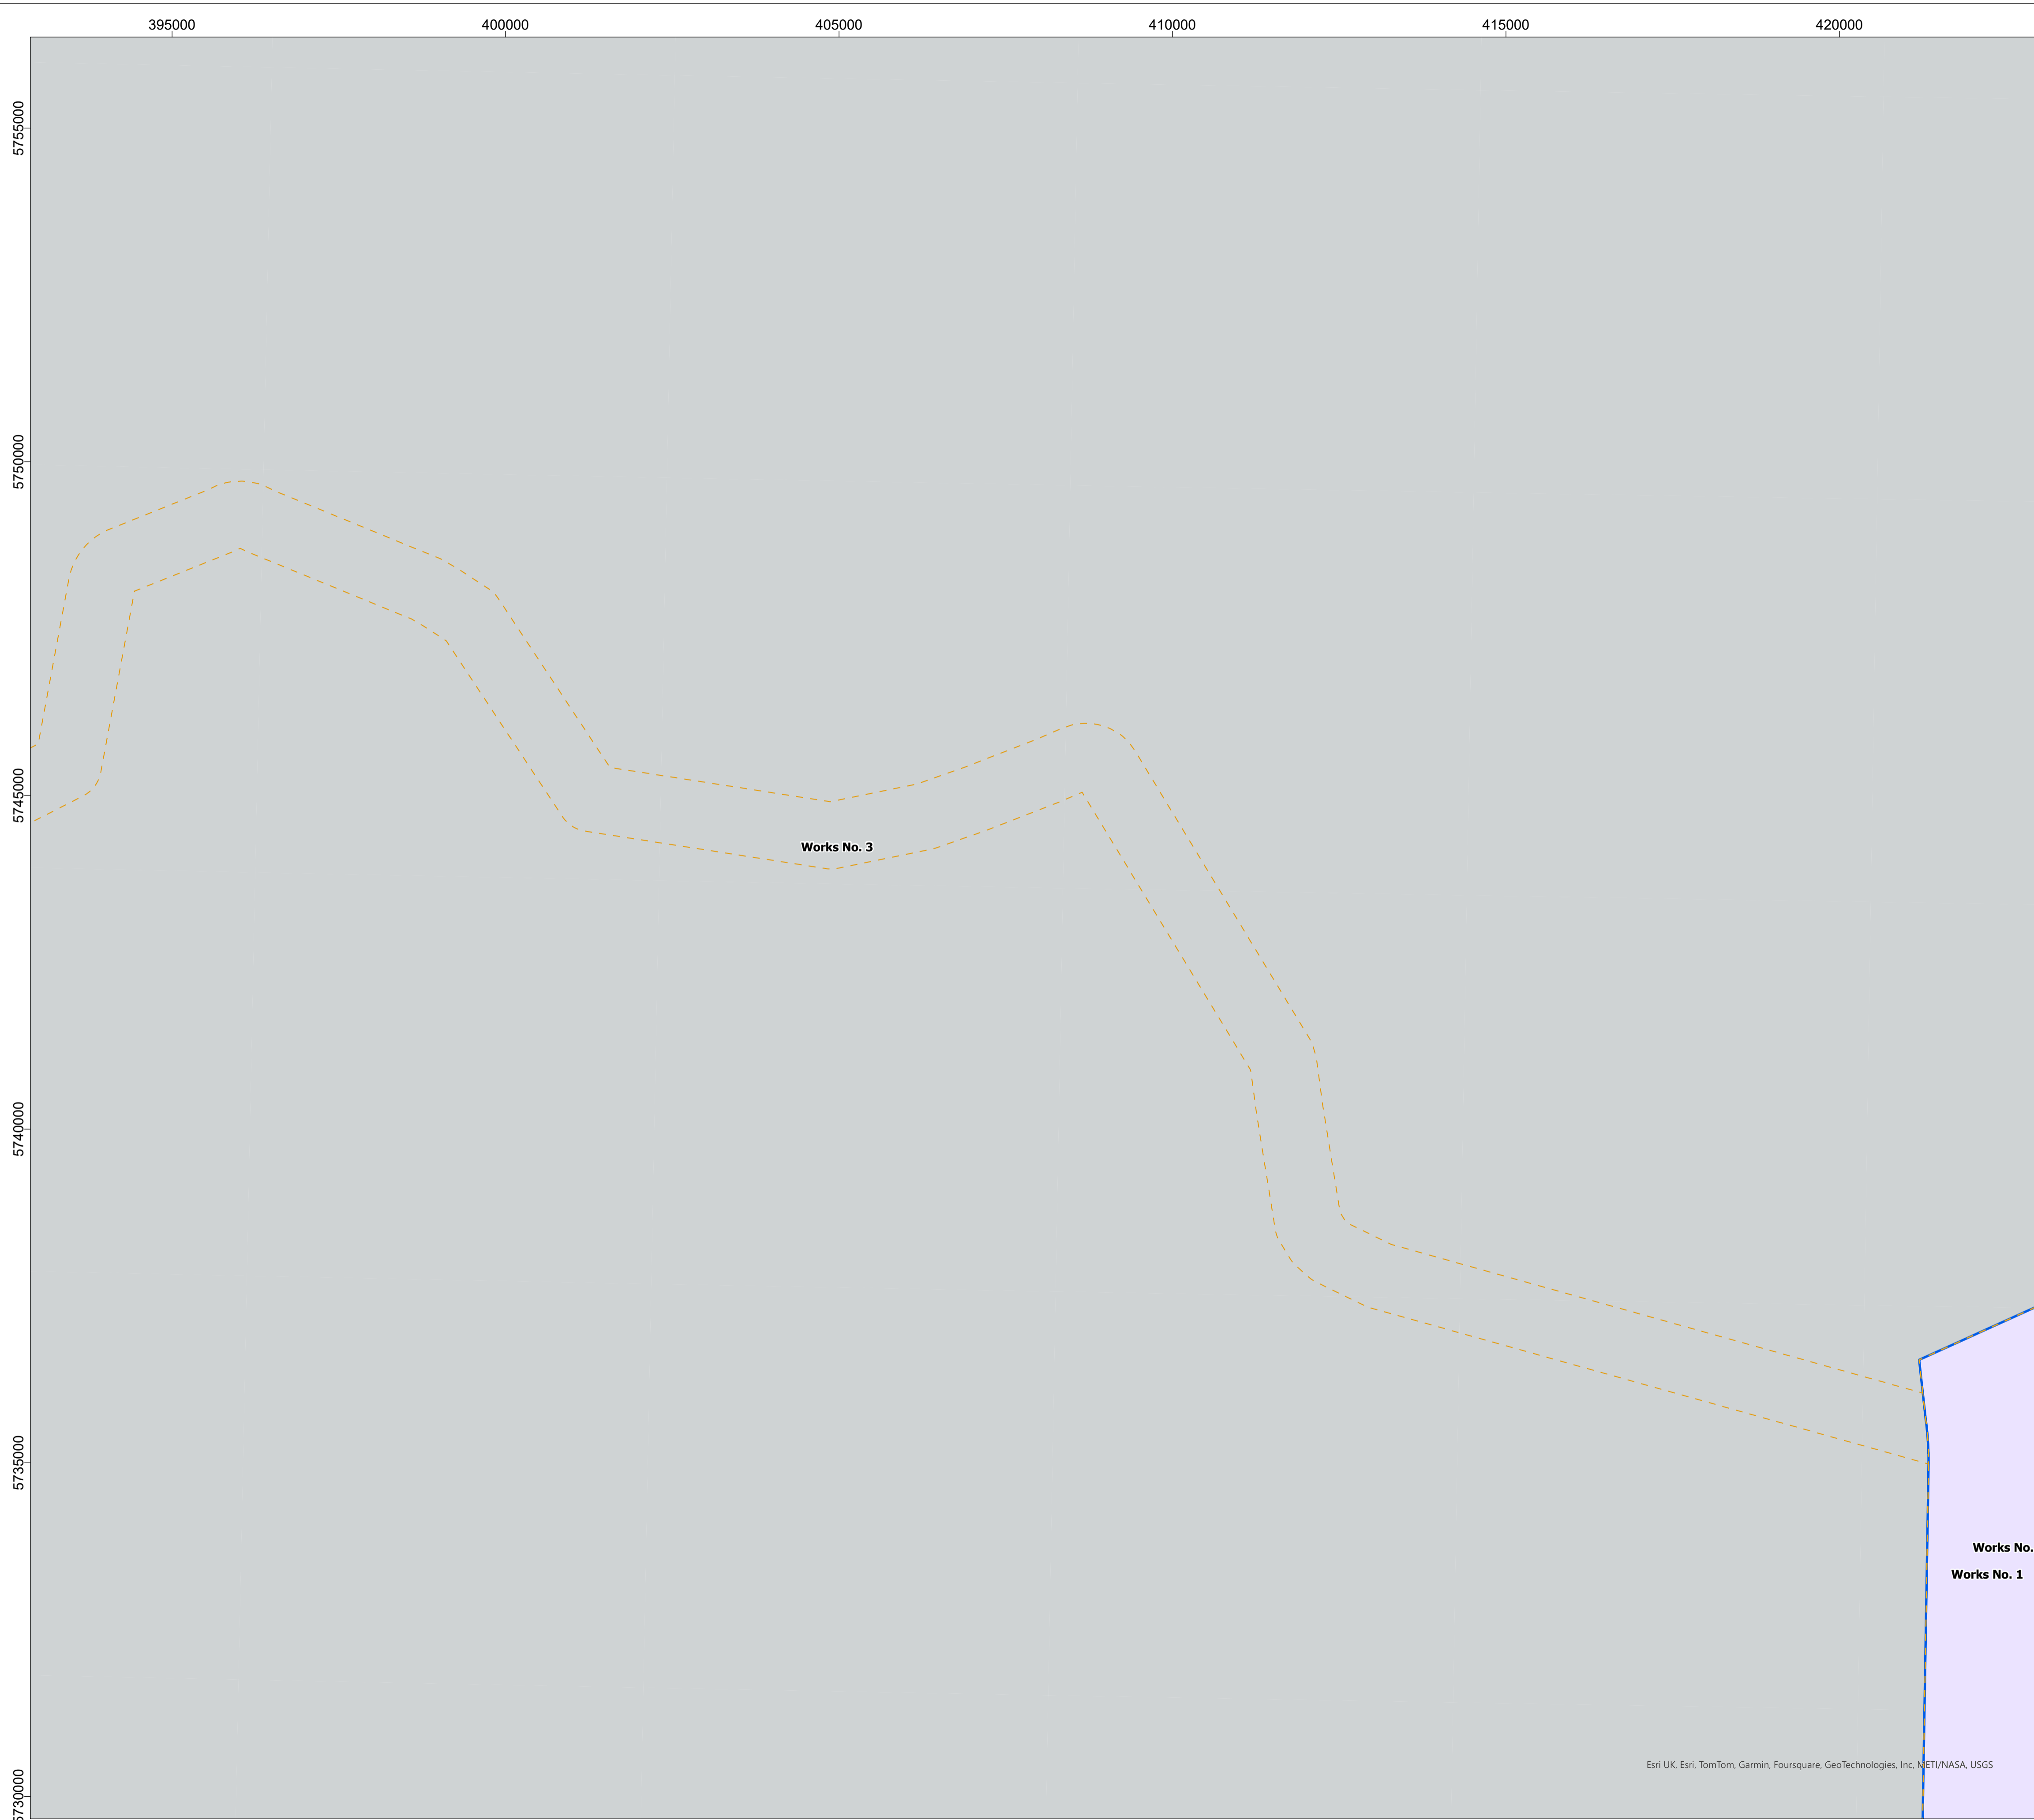 395000 400000 405000 410000 415000 420000
5755000
5750000
5745000
5740000
5735000
5730000
Works No. 3
Works No.
Works No. 1
Esri UK, Esri, TomTom, Garmin, Foursquare, GeoTechnologies, Inc, METI/NASA, USGS